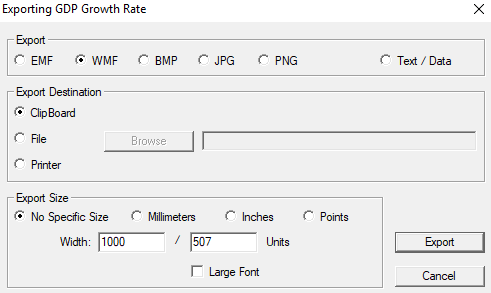 Exporting GDP Growth Rate
Export
EMF WMF BMP JPG PNG Text / Data
Export Destination
ClipBoard
File Browse
Printer
Export Size
No Specific Size Millimeters Inches Points
Width: 1000 / 507 Units Export
Large Font Cancel